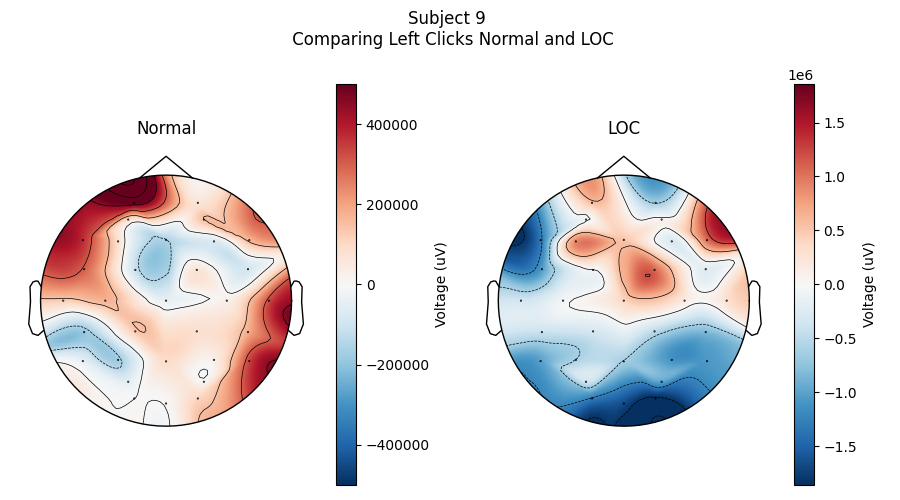 Subject 9
Comparing Left Clicks Normal and LOC
Normal
400000
200000
0
−200000
−400000
Voltage (uV)
LOC
1e6
1.5
1.0
0.5
0.0
−0.5
−1.0
−1.5
Voltage (uV)